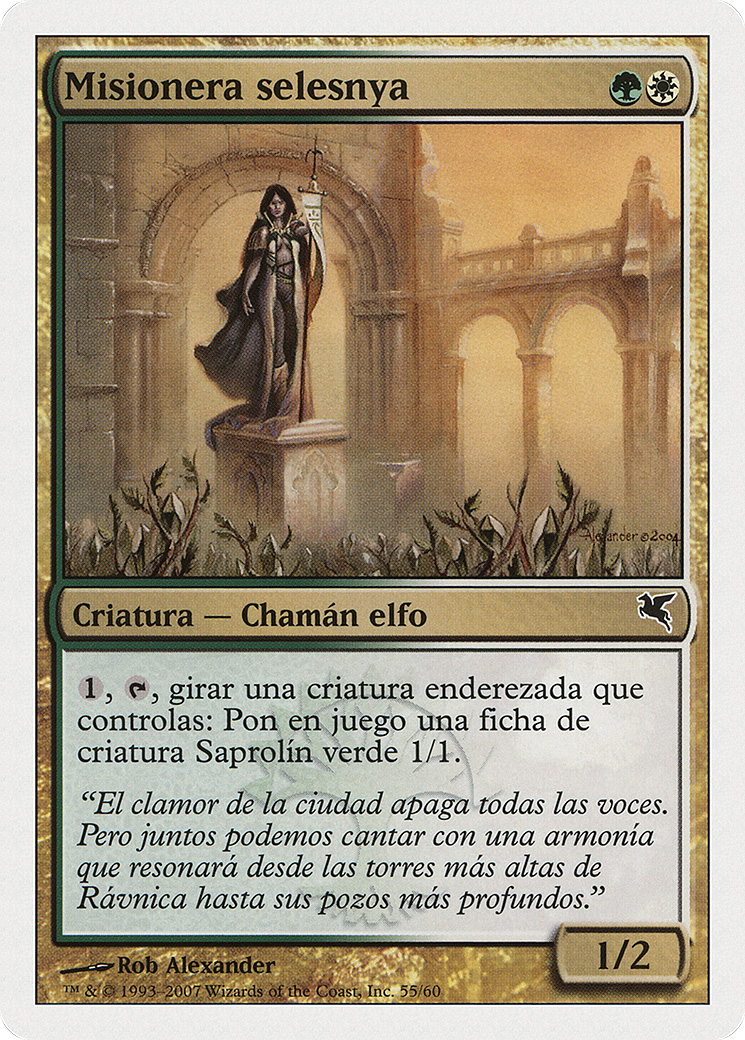 Misionera selesnya
Alexander ©2004
Criatura — Chamán elfo
1, , girar una criatura enderezada que
controlas: Pon en juego una ficha de
criatura Saprolín verde 1/1.
“El clamor de la ciudad apaga todas las voces.
Pero juntos podemos cantar con una armonía
que resonará desde las torres más altas de
Rávnica hasta sus pozos más profundos.”
1/2
Rob Alexander
™ & © 1993–2007 Wizards of the Coast, Inc. 55/60